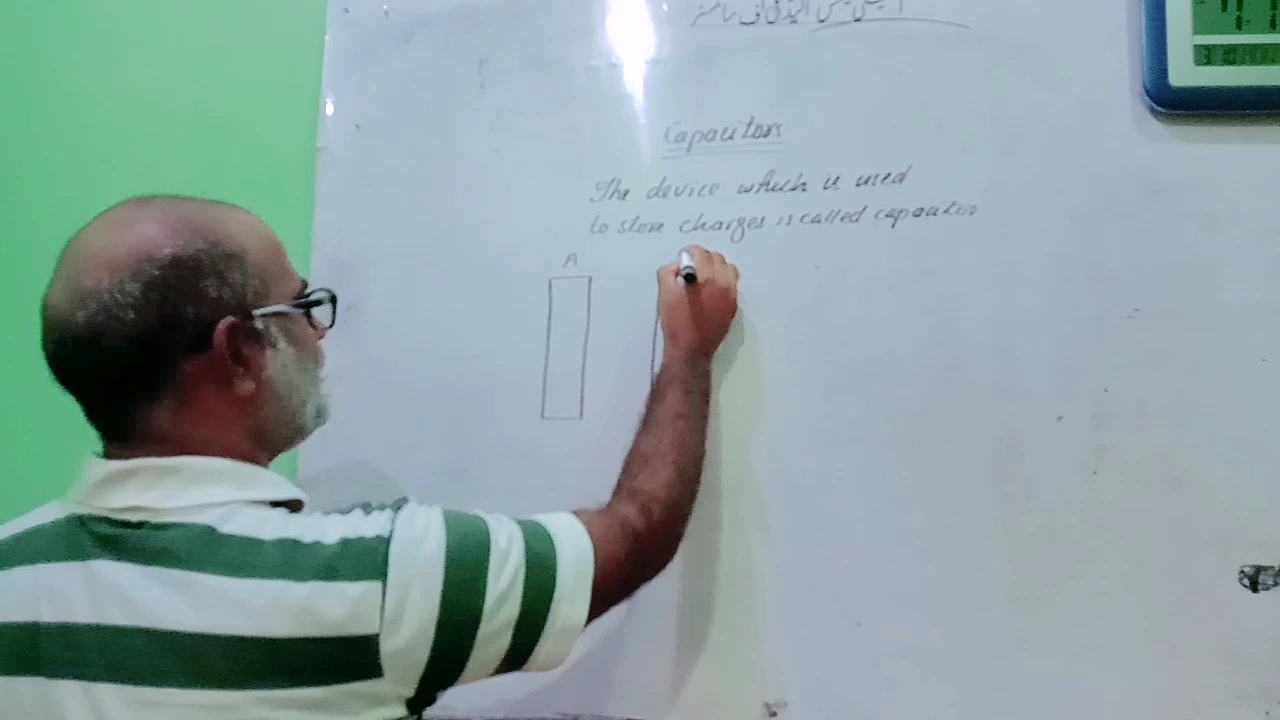 Capacitors
The device which is used
to store charges is called capacitor
A